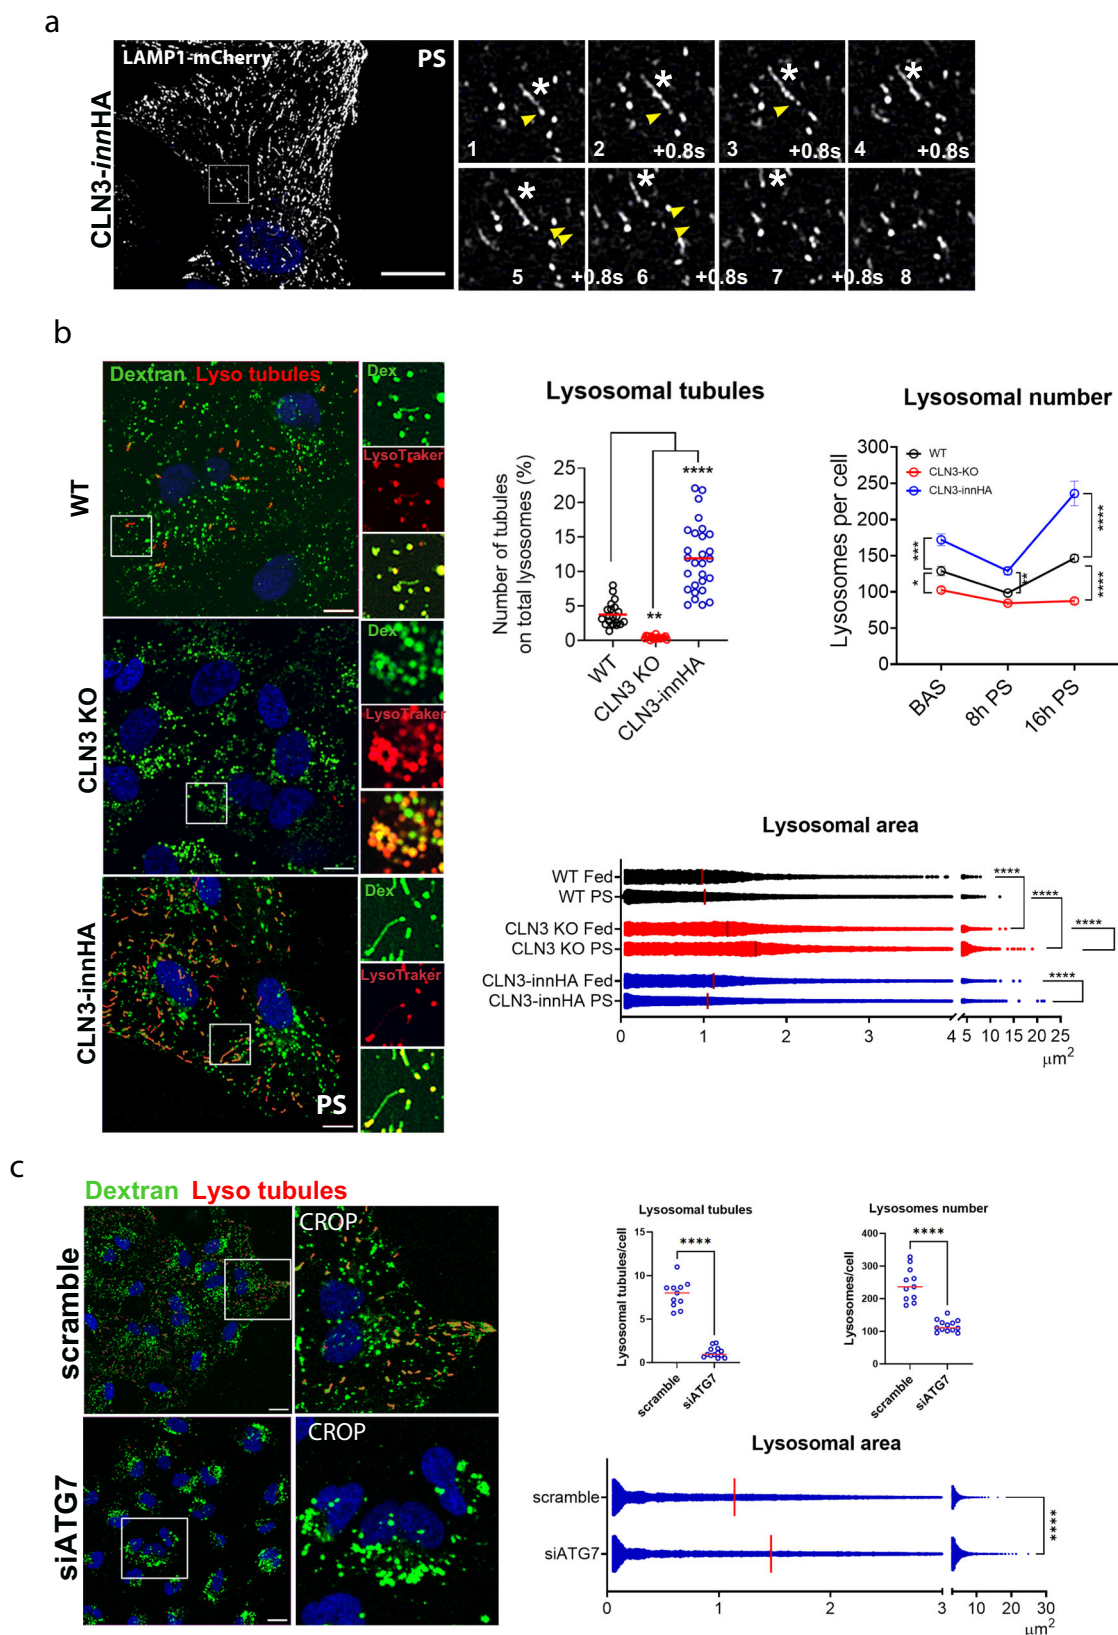 a
CLN3-innHA
LAMP1-mCherry
PS
1
2
+0.8s
3
+0.8s
4
+0.8s
5
+0.8s
6
+0.8s
7
+0.8s
8
b
WT
Dextran Lyso tubules
Dex
LysoTraker
CLN3 KO
Dex
LysoTraker
CLN3-innHA
PS
Dex
LysoTraker
Lysosomal tubules
Number of tubules
on total lysosomes (%)
25
20
15
10
5
0
****
**
WT
CLN3 KO
CLN3-innHA
Lysosomal number
Lysosomes per cell
300
250
200
150
100
50
0
WT
CLN3-KO
CLN3-innHA
***
*
**
****
****
BAS
8h PS
16h PS
Lysosomal area
WT Fed
WT PS
CLN3 KO Fed
CLN3 KO PS
CLN3-innHA Fed
CLN3-innHA PS
****
****
****
****
0 1 2 3 4 5 10 15 20 25
μm2
c
Dextran Lyso tubules
scramble
CROP
siATG7
CROP
Lysosomal tubules
Lysosomal tubules/cell
15
10
5
0
****
scramble
siATG7
Lysosomes number
Lysosomes/cell
400
300
200
100
0
****
scramble
siATG7
Lysosomal area
scramble
siATG7
****
0 1 2 3 10 20 30
μm2